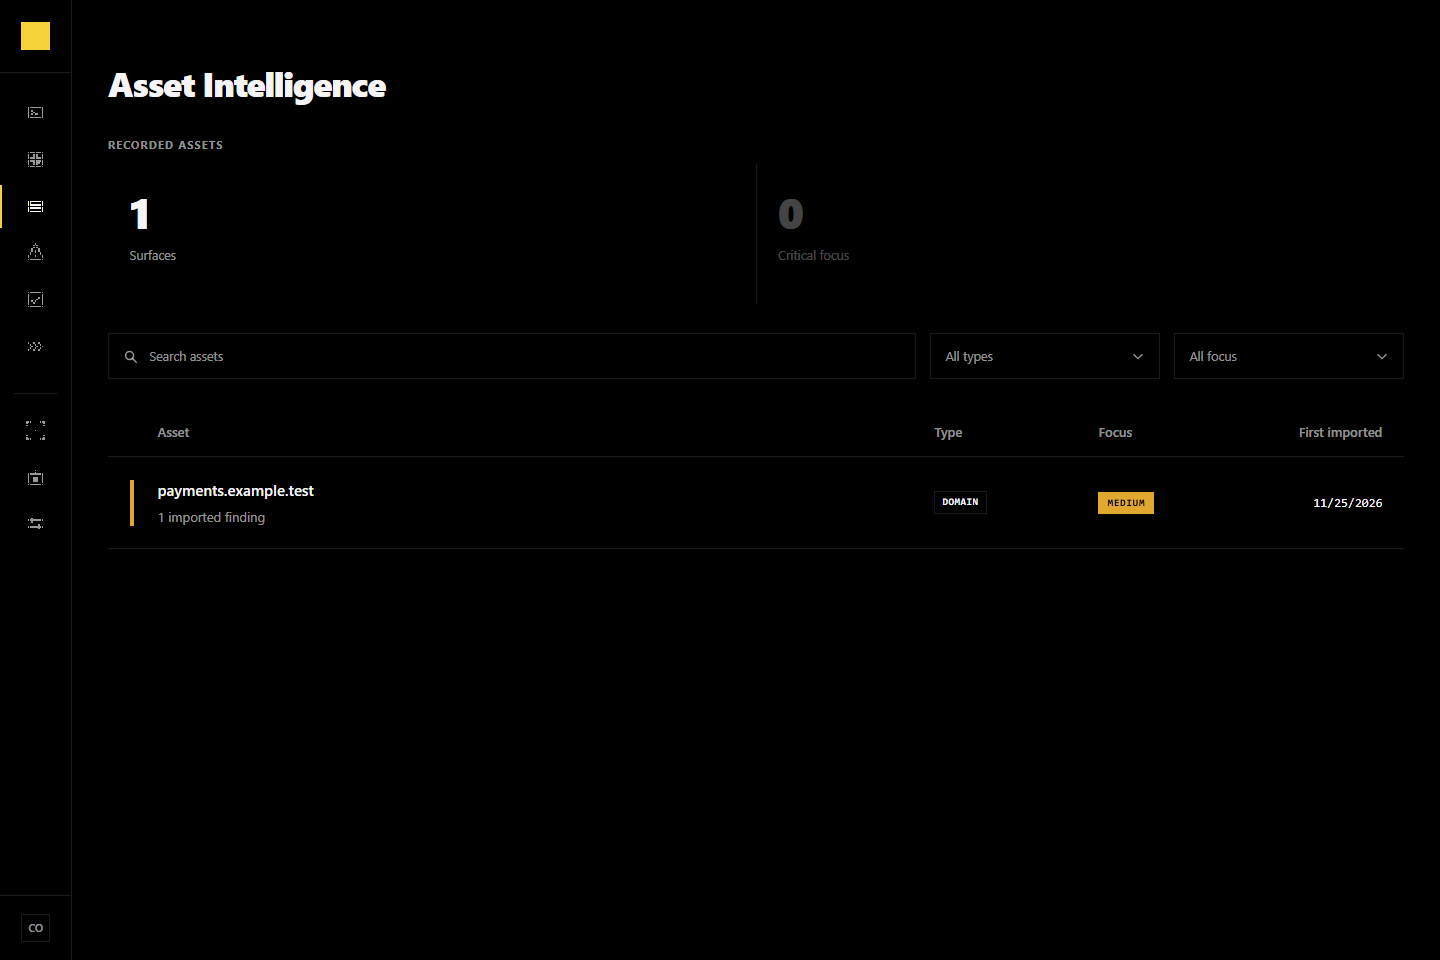 Asset Intelligence
RECORDED ASSETS
1
Surfaces
0
Critical focus
Search assets
All types
All focus
Asset Type Focus First imported
payments.example.test
1 imported finding
DOMAIN
MEDIUM
11/25/2026
CO